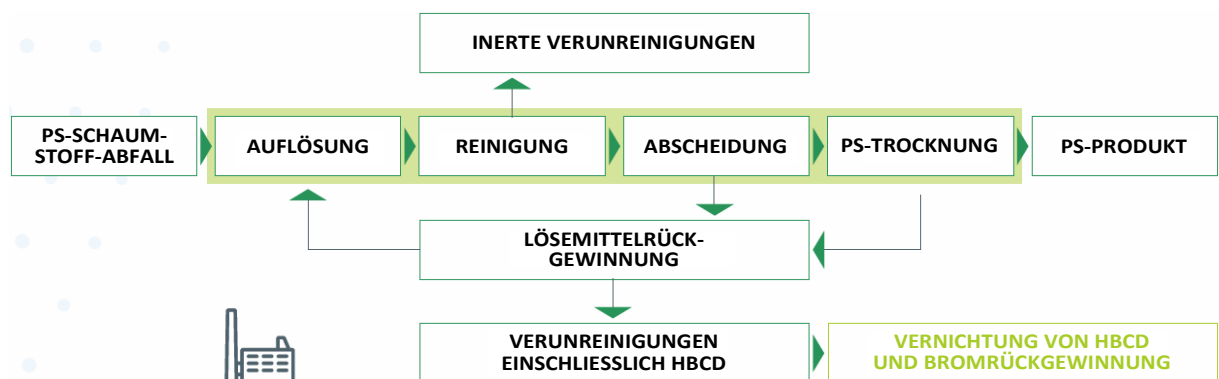 INERTE VERUNREINIGUNGEN
PS-SCHAUM-
STOFF-ABFALL
AUFLÖSUNG
REINIGUNG
ABSCHEIDUNG
PS-TROCKNUNG
PS-PRODUKT
LÖSEMITTELRÜCK-
GEWINNUNG
VERUNREINIGUNGEN
EINSCHLIESSLICH HBCD
VERNICHTUNG VON HBCD
UND BROMRÜCKGEWINNUNG